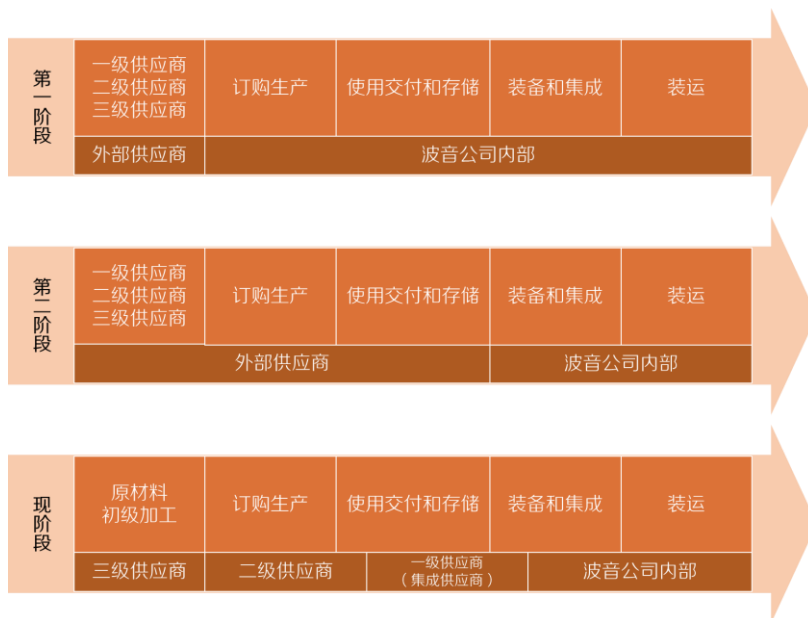 第一阶段
一级供应商
二级供应商
三级供应商
订购生产
使用交付和存储
装备和集成
装运
外部供应商
波音公司内部
第二阶段
一级供应商
二级供应商
三级供应商
订购生产
使用交付和存储
装备和集成
装运
外部供应商
波音公司内部
现阶段
原材料
初级加工
订购生产
使用交付和存储
装备和集成
装运
三级供应商
二级供应商
一级供应商
（集成供应商）
波音公司内部